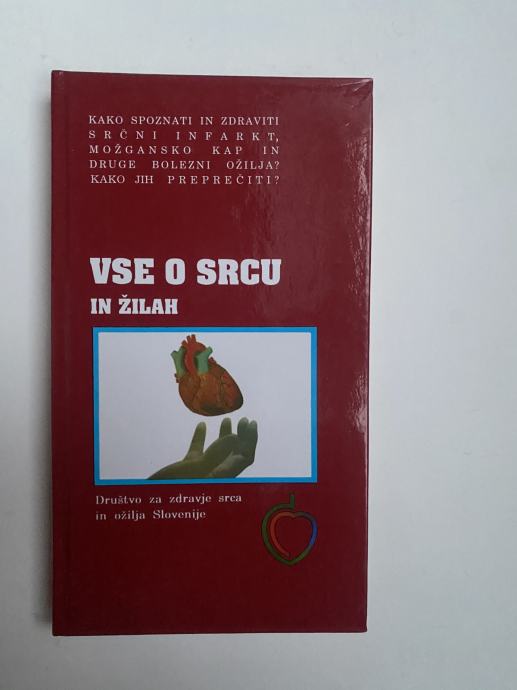 KAKO SPOZNATI IN ZDRAVITI
SRČNI INFARKT,
MOŽGANSKO KAP IN
DRUGE BOLEZNI OŽILJA?
KAKO JIH PREPREČITI?
VSE O SRCU
IN ŽILAH
Društvo za zdravje srca
in ožilja Slovenije